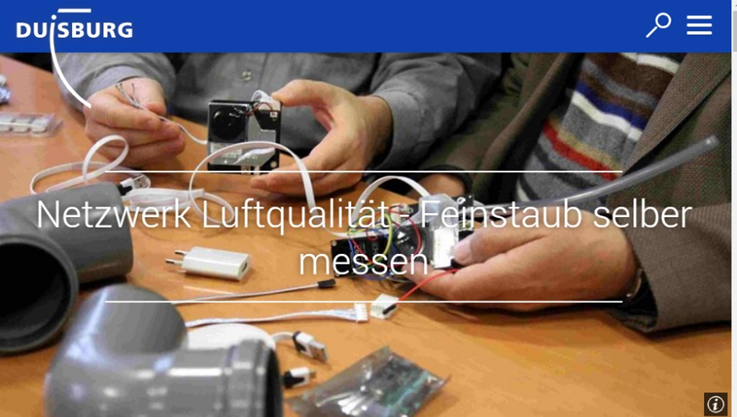 DUISBURG
Netzwerk Luftqualität - Feinstaub selber
messen